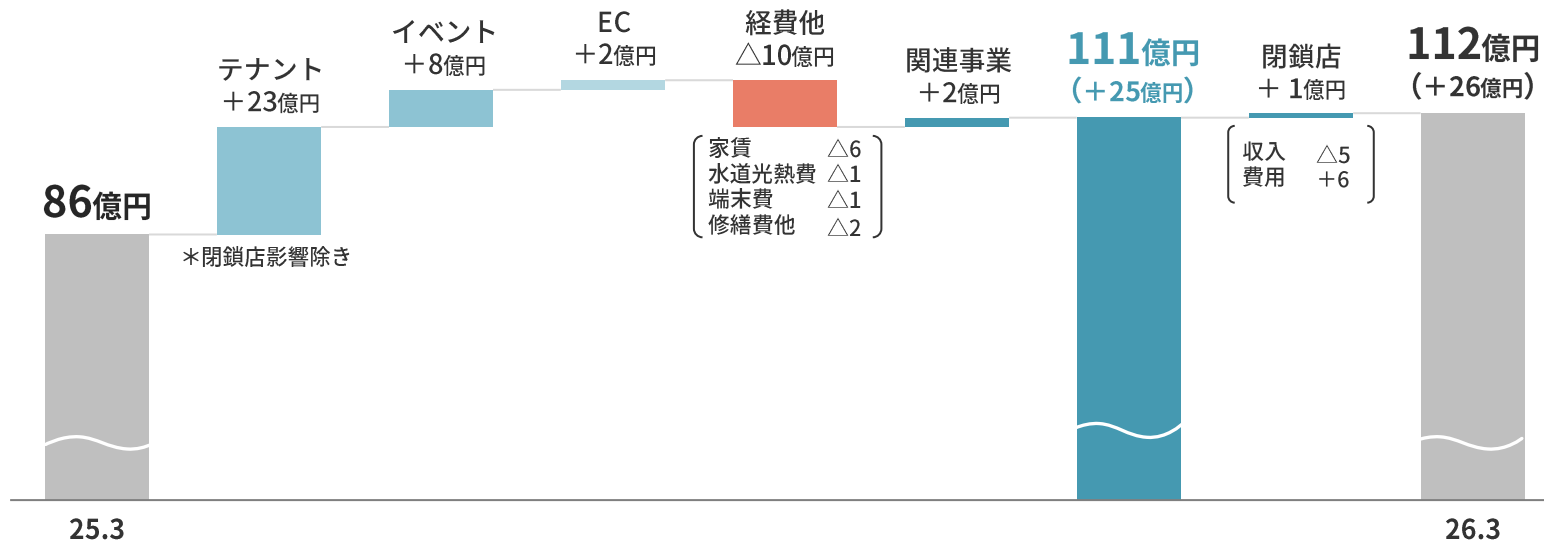 86億円
テナント
＋23億円
＊閉鎖店影響除き
イベント
＋8億円
EC
＋2億円
経費他
△10億円
家賃 △6
水道光熱費 △1
端末費 △1
修繕費他 △2
関連事業
＋2億円
111億円
（＋25億円）
閉鎖店
＋ 1億円
収入 △5
費用 ＋6
112億円
（＋26億円）
25.3
26.3